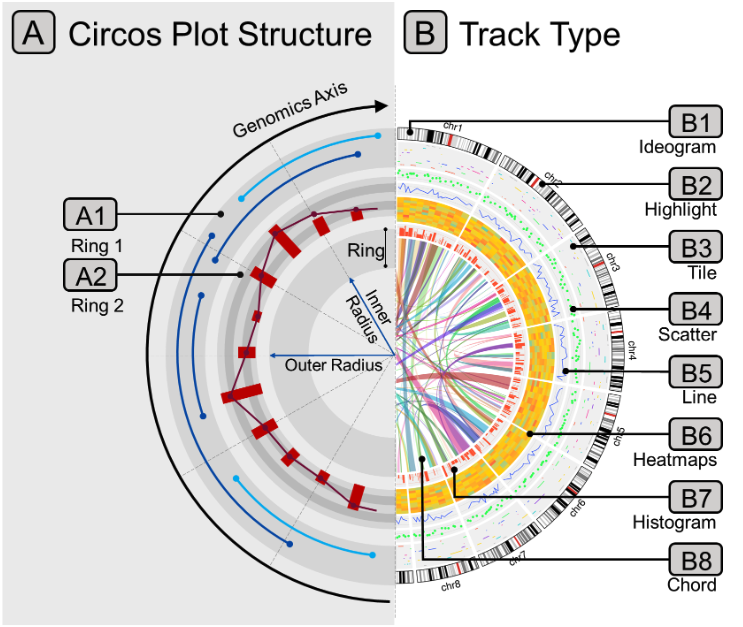 A Circos Plot Structure
B Track Type
Genomics Axis
A1
Ring 1
A2
Ring 2
Ring
Inner
Radius
Outer Radius
chr1
chr2
chr3
chr4
chr5
chr6
chr7
chr8
B1
Ideogram
B2
Highlight
B3
Tile
B4
Scatter
B5
Line
B6
Heatmaps
B7
Histogram
B8
Chord